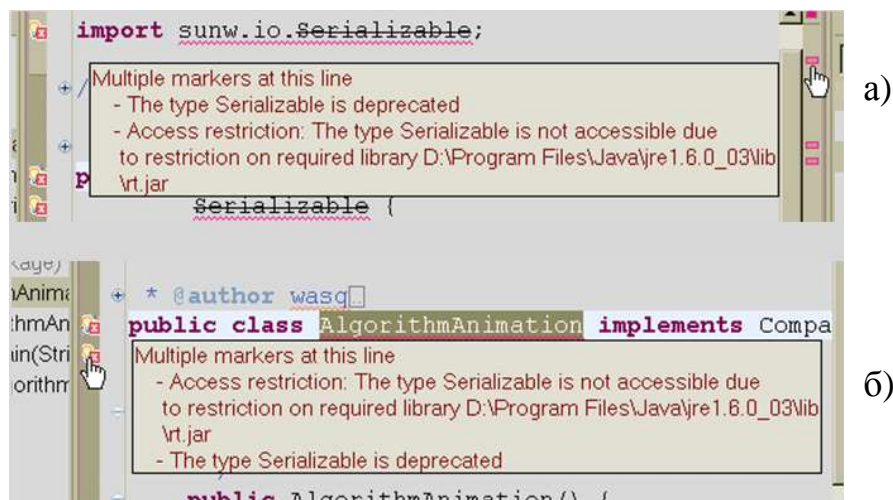 import sunw.io.Serializable;
Multiple markers at this line
- The type Serializable is deprecated
- Access restriction: The type Serializable is not accessible due
to restriction on required library D:\Program Files\Java\jre1.6.0_03\lib
\rt.jar
Serializable {
а)
* @author wasq
public class AlgorithmAnimation implements Compa
Multiple markers at this line
- Access restriction: The type Serializable is not accessible due
to restriction on required library D:\Program Files\Java\jre1.6.0_03\lib
\rt.jar
- The type Serializable is deprecated
public AlgorithmAnimation() {
б)